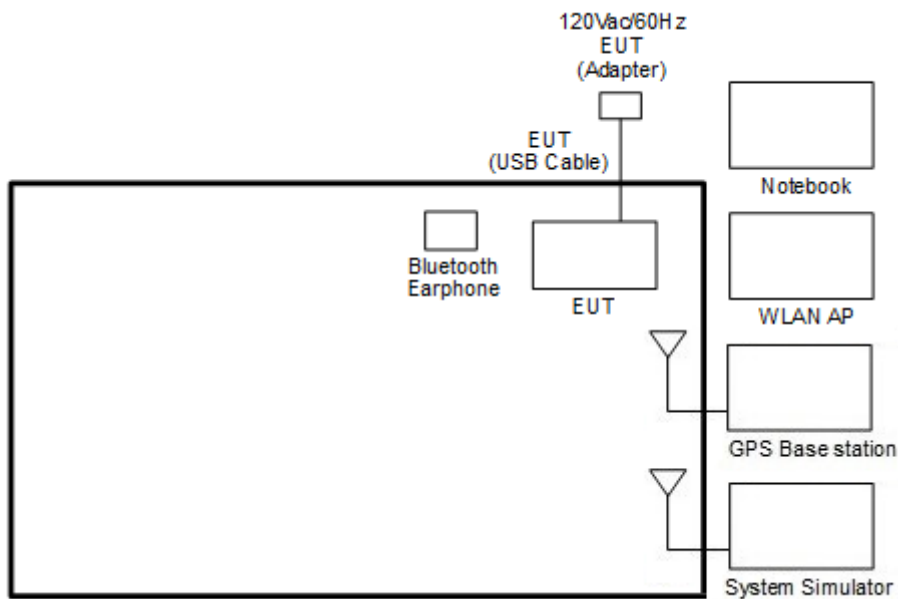 120Vac/60Hz
EUT
(Adapter)
EUT
(USB Cable)
Notebook
Bluetooth
Earphone
EUT
WLAN AP
GPS Base station
System Simulator